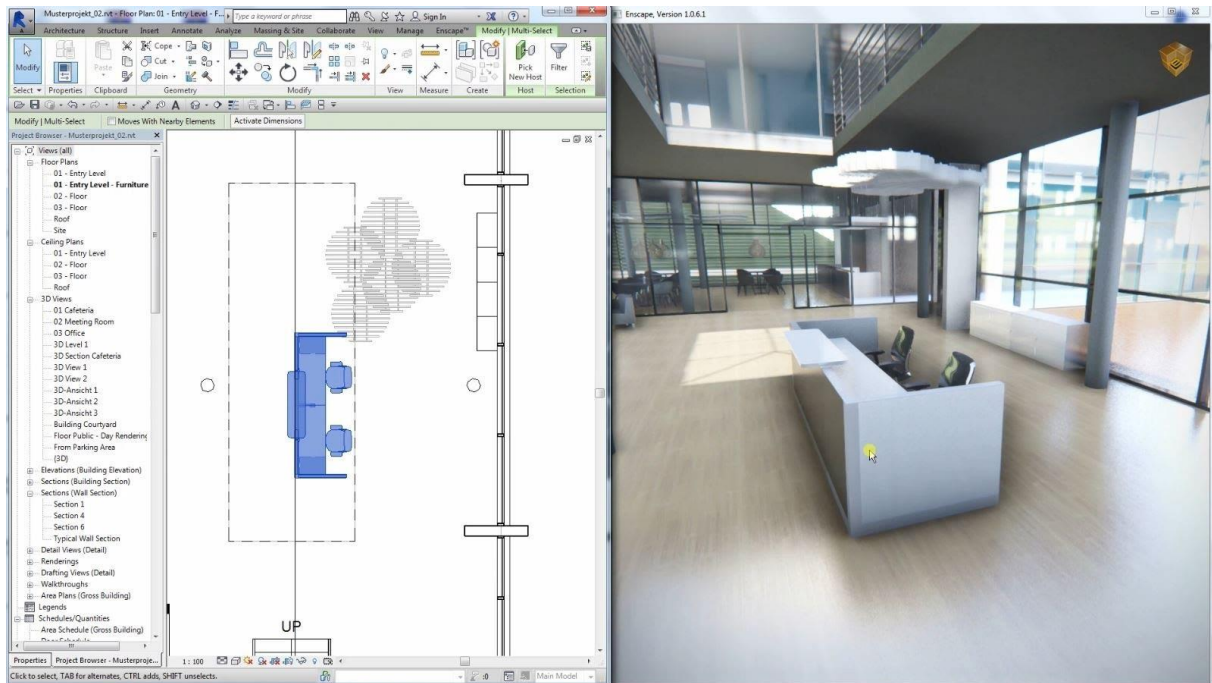 Musterprojekt_02.rvt - Floor Plan: 01 - Entry Level - F...
Type a keyword or phrase
Sign In
Enscape, Version 1.0.6.1
Architecture Structure Insert Annotate Analyze Massing & Site Collaborate View Manage Enscape™ Modify | Multi-Select
Modify
Paste
Cope
Cut
Join
Pick
New Host
Filter
Select Properties Clipboard Geometry Modify View Measure Create Host Selection
Modify | Multi-Select Moves With Nearby Elements Activate Dimensions
Project Browser - Musterprojekt_02.rvt
Views (all)
Floor Plans
01 - Entry Level
01 - Entry Level - Furniture
02 - Floor
03 - Floor
Roof
Site
Ceiling Plans
01 - Entry Level
02 - Floor
03 - Floor
Roof
3D Views
01 Cafeteria
02 Meeting Room
03 Office
3D Level 1
3D Section Cafeteria
3D View 1
3D View 2
3D-Ansicht 1
3D-Ansicht 2
3D-Ansicht 3
Building Courtyard
Floor Public - Day Rendering
From Parking Area
{3D}
Elevations (Building Elevation)
Sections (Building Section)
Sections (Wall Section)
Section 1
Section 4
Section 6
Typical Wall Section
Detail Views (Detail)
Renderings
Drafting Views (Detail)
Walkthroughs
Area Plans (Gross Building)
Legends
Schedules/Quantities
Area Schedule (Gross Building)
UP
Properties Project Browser - Musterproje...
1 : 100
Click to select, TAB for alternates, CTRL adds, SHIFT unselects.
:0
Main Model